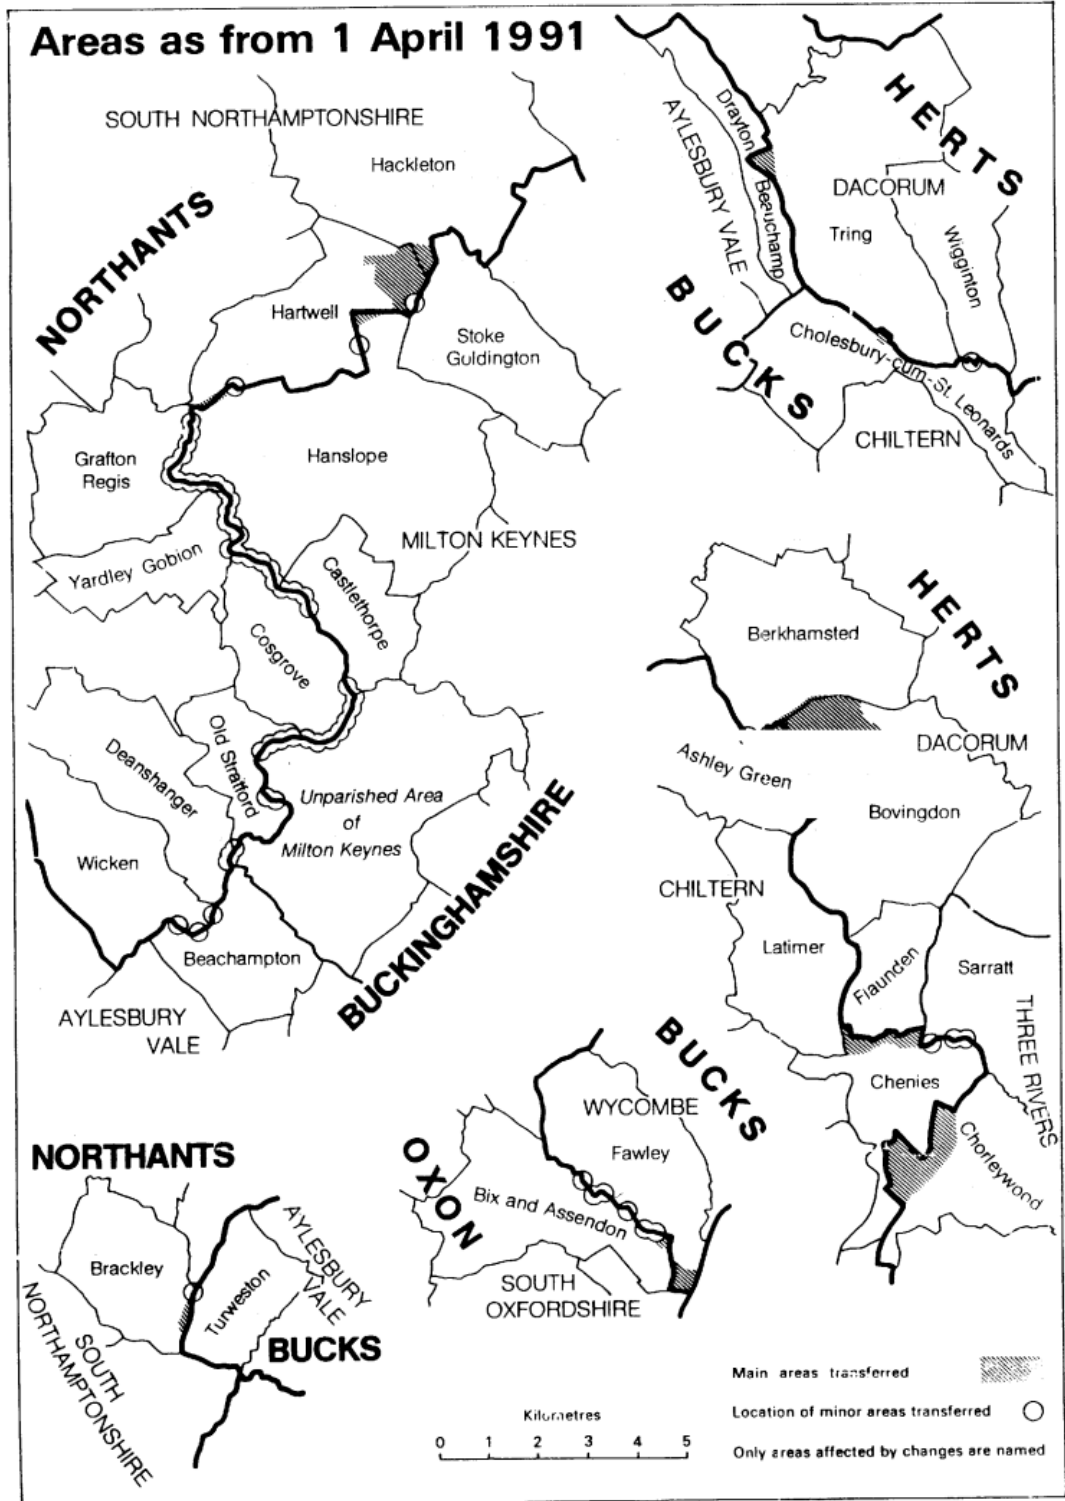 Areas as from 1 April 1991
SOUTH NORTHAMPTONSHIRE
Hackleton
NORTHANTS
Hartwell
Stoke
Guldington
Grafton
Regis
Hanslope
Yardley Gobion
MILTON KEYNES
Castlethorpe
Cosgrove
Old Stratford
Deanshanger
Unparished Area
of
Milton Keynes
Wicken
Beachampton
BUCKINGHAMSHIRE
AYLESBURY
VALE
HERTS
Drayton
Beauchamp
AYLESBURY VALE
DACORUM
Tring
Wigginton
BUCKS
Cholesbury-cum-St. Leonards
CHILTERN
HERTS
Berkhamsted
DACORUM
Ashley Green
Bovingdon
CHILTERN
Latimer
Flaunden
Sarratt
THREE RIVERS
Chenies
Chorleywood
BUCKS
WYCOMBE
Fawley
OXON
Bix and Assendon
SOUTH
OXFORDSHIRE
NORTHANTS
Brackley
Turweston
AYLESBURY
VALE
BUCKS
SOUTH
NORTHAMPTONSHIRE
Kilometres
0 1 2 3 4 5
Main areas transferred
Location of minor areas transferred
Only areas affected by changes are named